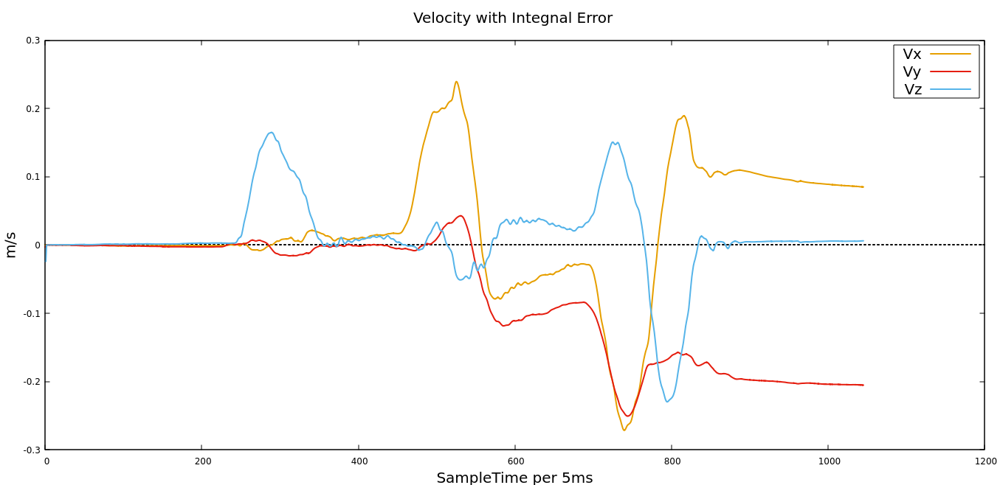 Velocity with Integnal Error
Vx
Vy
Vz
0.3
0.2
0.1
0
-0.1
-0.2
-0.3
m/s
0 200 400 600 800 1000 1200
SampleTime per 5ms